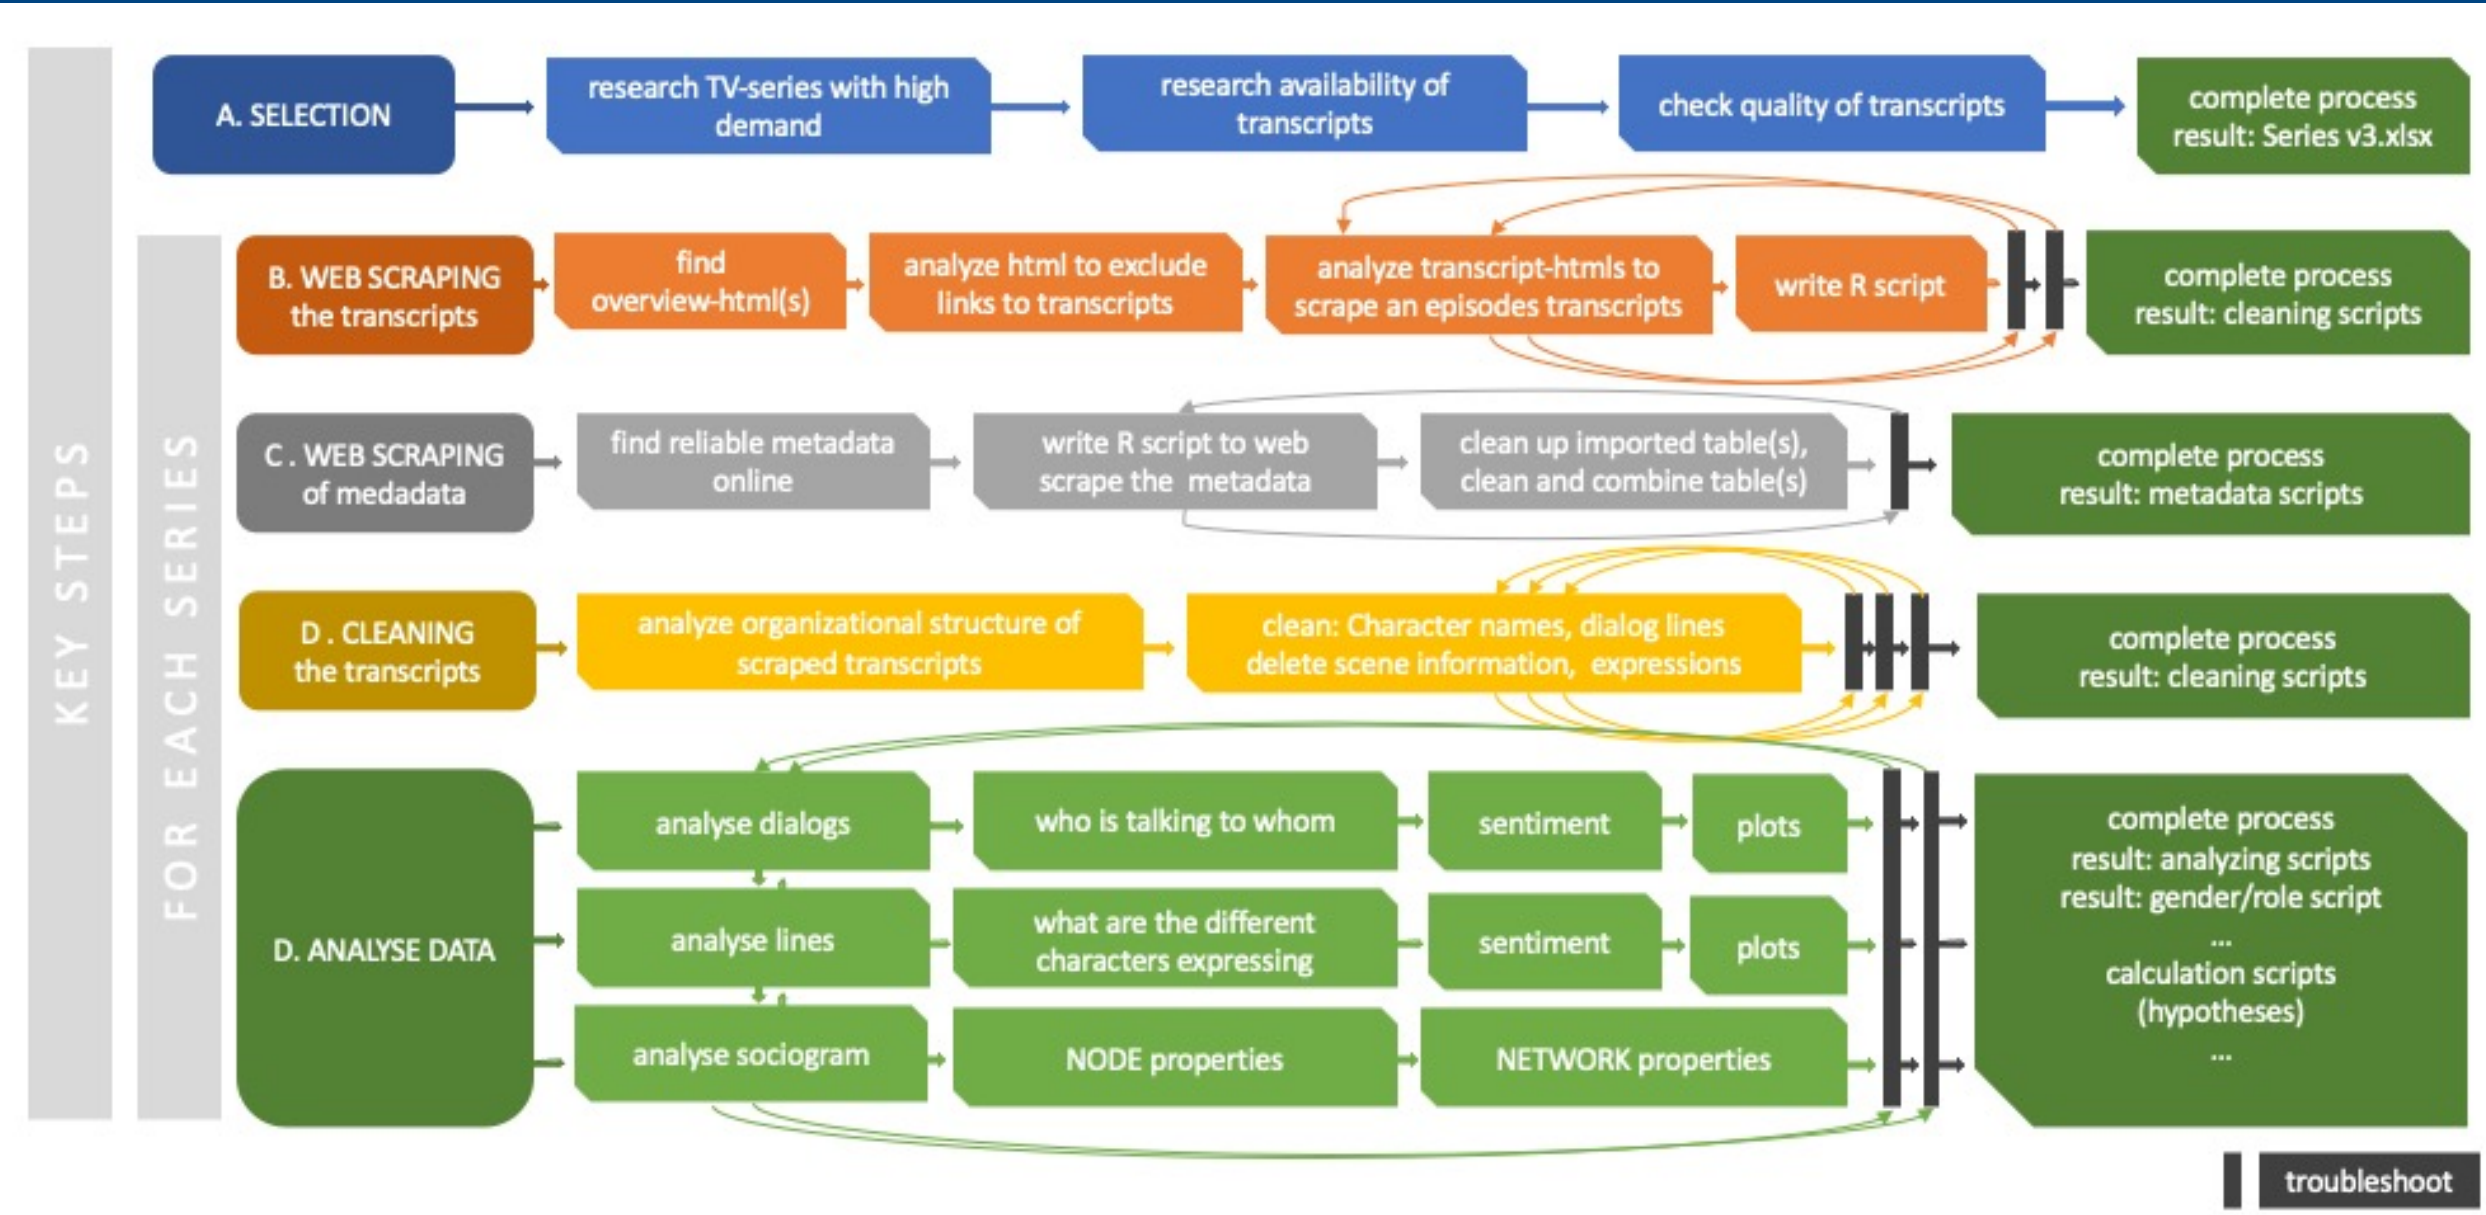 KEY STEPS
FOR EACH SERIES
A. SELECTION
research TV-series with high
demand
research availability of
transcripts
check quality of transcripts
complete process
result: Series v3.xlsx
B. WEB SCRAPING
the transcripts
find
overview-html(s)
analyze html to exclude
links to transcripts
analyze transcript-htmls to
scrape an episodes transcripts
write R script
complete process
result: cleaning scripts
C . WEB SCRAPING
of medadata
find reliable metadata
online
write R script to web
scrape the metadata
clean up imported table(s),
clean and combine table(s)
complete process
result: metadata scripts
D . CLEANING
the transcripts
analyze organizational structure of
scraped transcripts
clean: Character names, dialog lines
delete scene information, expressions
complete process
result: cleaning scripts
D. ANALYSE DATA
analyse dialogs
who is talking to whom
sentiment
plots
analyse lines
what are the different
characters expressing
sentiment
plots
analyse sociogram
NODE properties
NETWORK properties
complete process
result: analyzing scripts
result: gender/role script
...
calculation scripts
(hypotheses)
...
troubleshoot